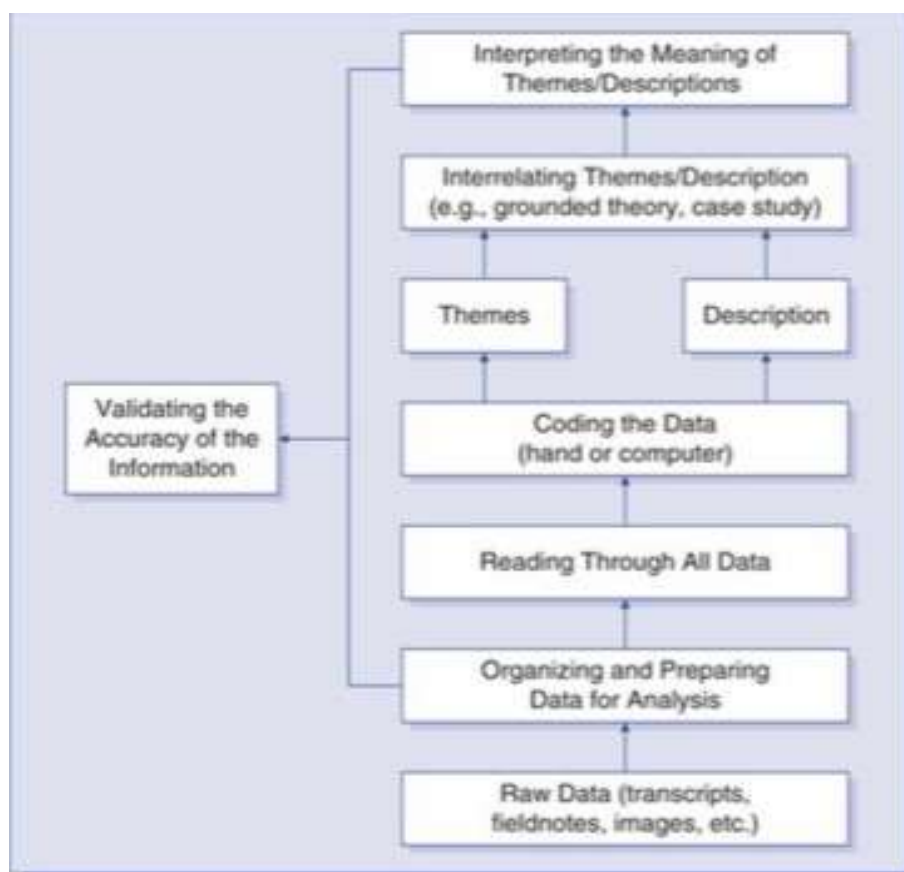 Interpreting the Meaning of
Themes/Descriptions
Interrelating Themes/Description
(e.g., grounded theory, case study)
Themes
Description
Validating the
Accuracy of the
Information
Coding the Data
(hand or computer)
Reading Through All Data
Organizing and Preparing
Data for Analysis
Raw Data (transcripts,
fieldnotes, images, etc.)